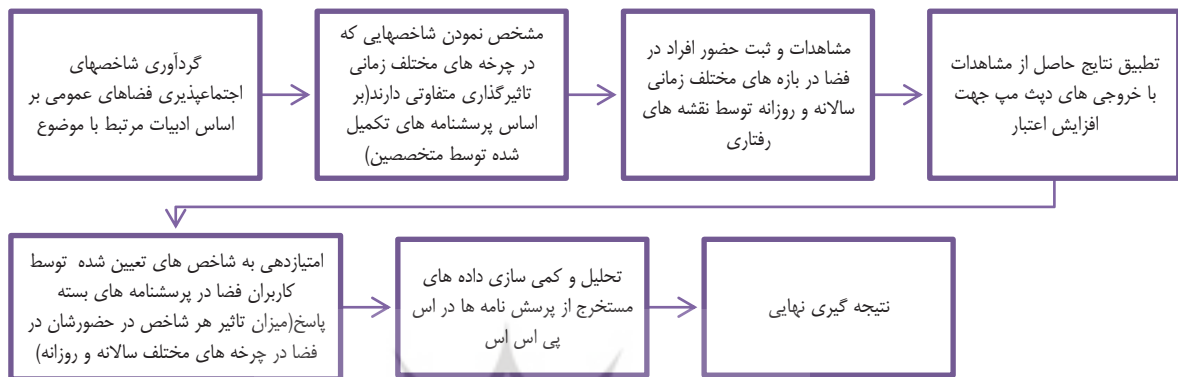 گردآوری شاخصهای
اجتماعپذیری فضاهای عمومی بر
اساس ادبیات مرتبط با موضوع
مشخص نمودن شاخصهایی که
در چرخه های مختلف زمانی
تاثیرگذاری متفاوتی دارند(بر
اساس پرسشنامه های تکمیل
شده توسط متخصصین)
مشاهدات و ثبت حضور افراد در
فضا در بازه های مختلف زمانی
سالانه و روزانه توسط نقشه های
رفتاری
تطبیق نتایج حاصل از مشاهدات
با خروجی های دپث مپ جهت
افزایش اعتبار
امتیازدهی به شاخص های تعیین شده توسط
کاربران فضا در پرسشنامه های بسته
پاسخ(میزان تاثیر هر شاخص در حضورشان در
فضا در چرخه های مختلف سالانه و روزانه)
تحلیل و کمی سازی داده های
مستخرج از پرسش نامه ها در اس
پی اس اس
نتیجه گیری نهایی